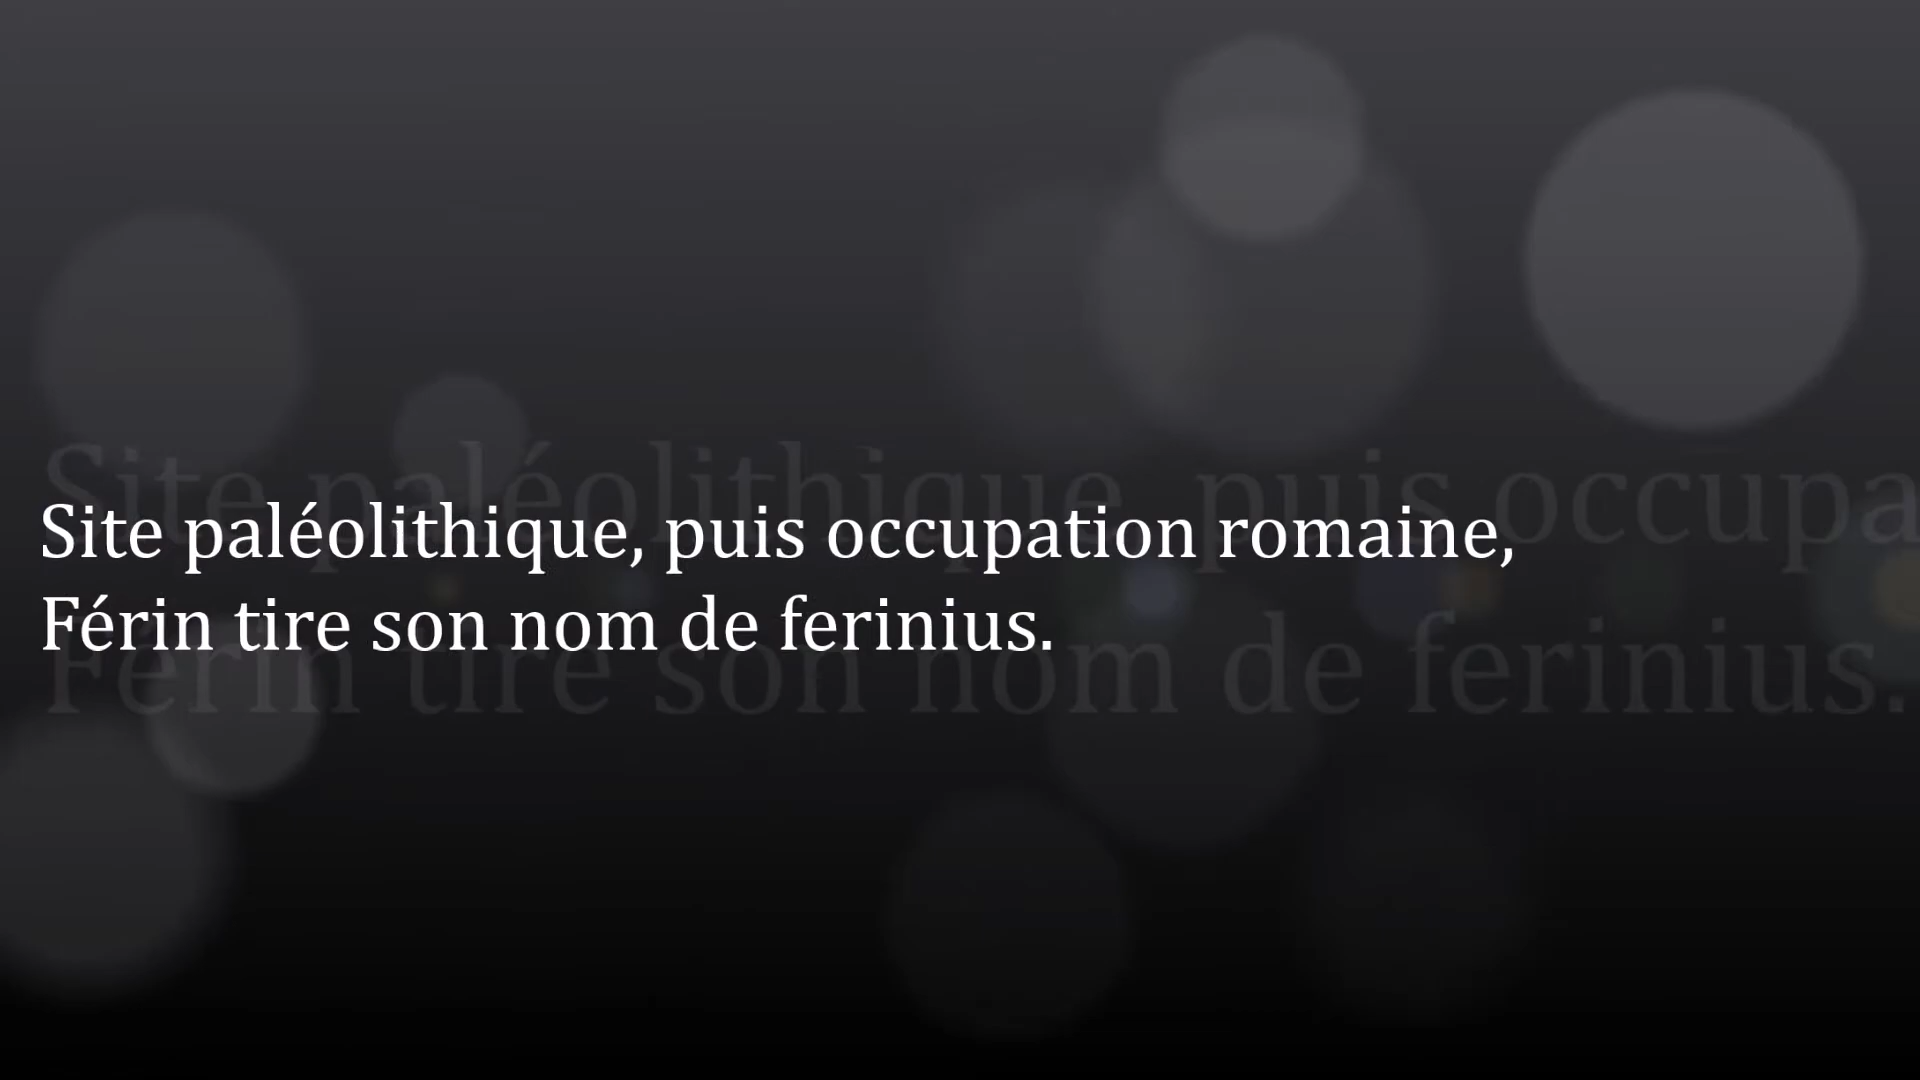 Site paléolithique, puis occupation romaine,
Férin tire son nom de ferinius.